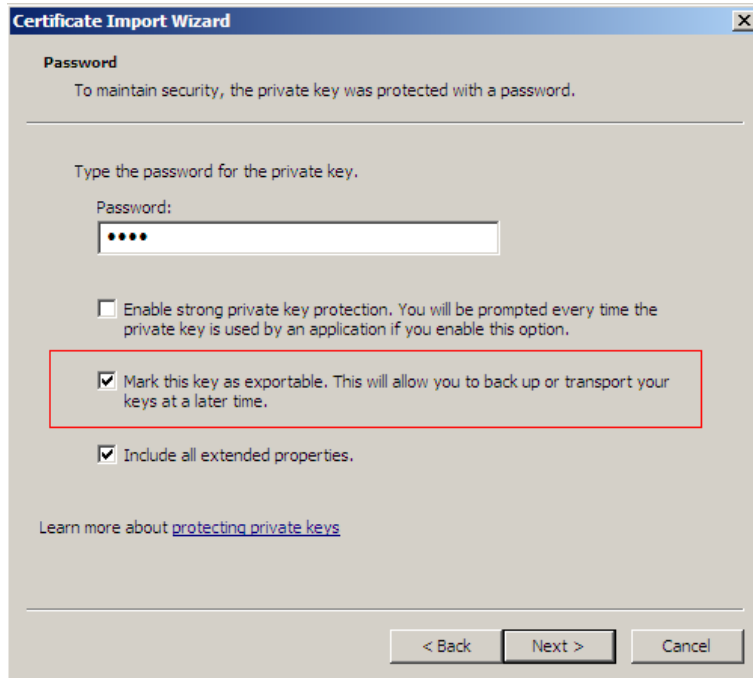 Certificate Import Wizard
Password
To maintain security, the private key was protected with a password.
Type the password for the private key.
Password:
••••
Enable strong private key protection. You will be prompted every time the
private key is used by an application if you enable this option.
Mark this key as exportable. This will allow you to back up or transport your
keys at a later time.
Include all extended properties.
Learn more about protecting private keys
< Back Next > Cancel